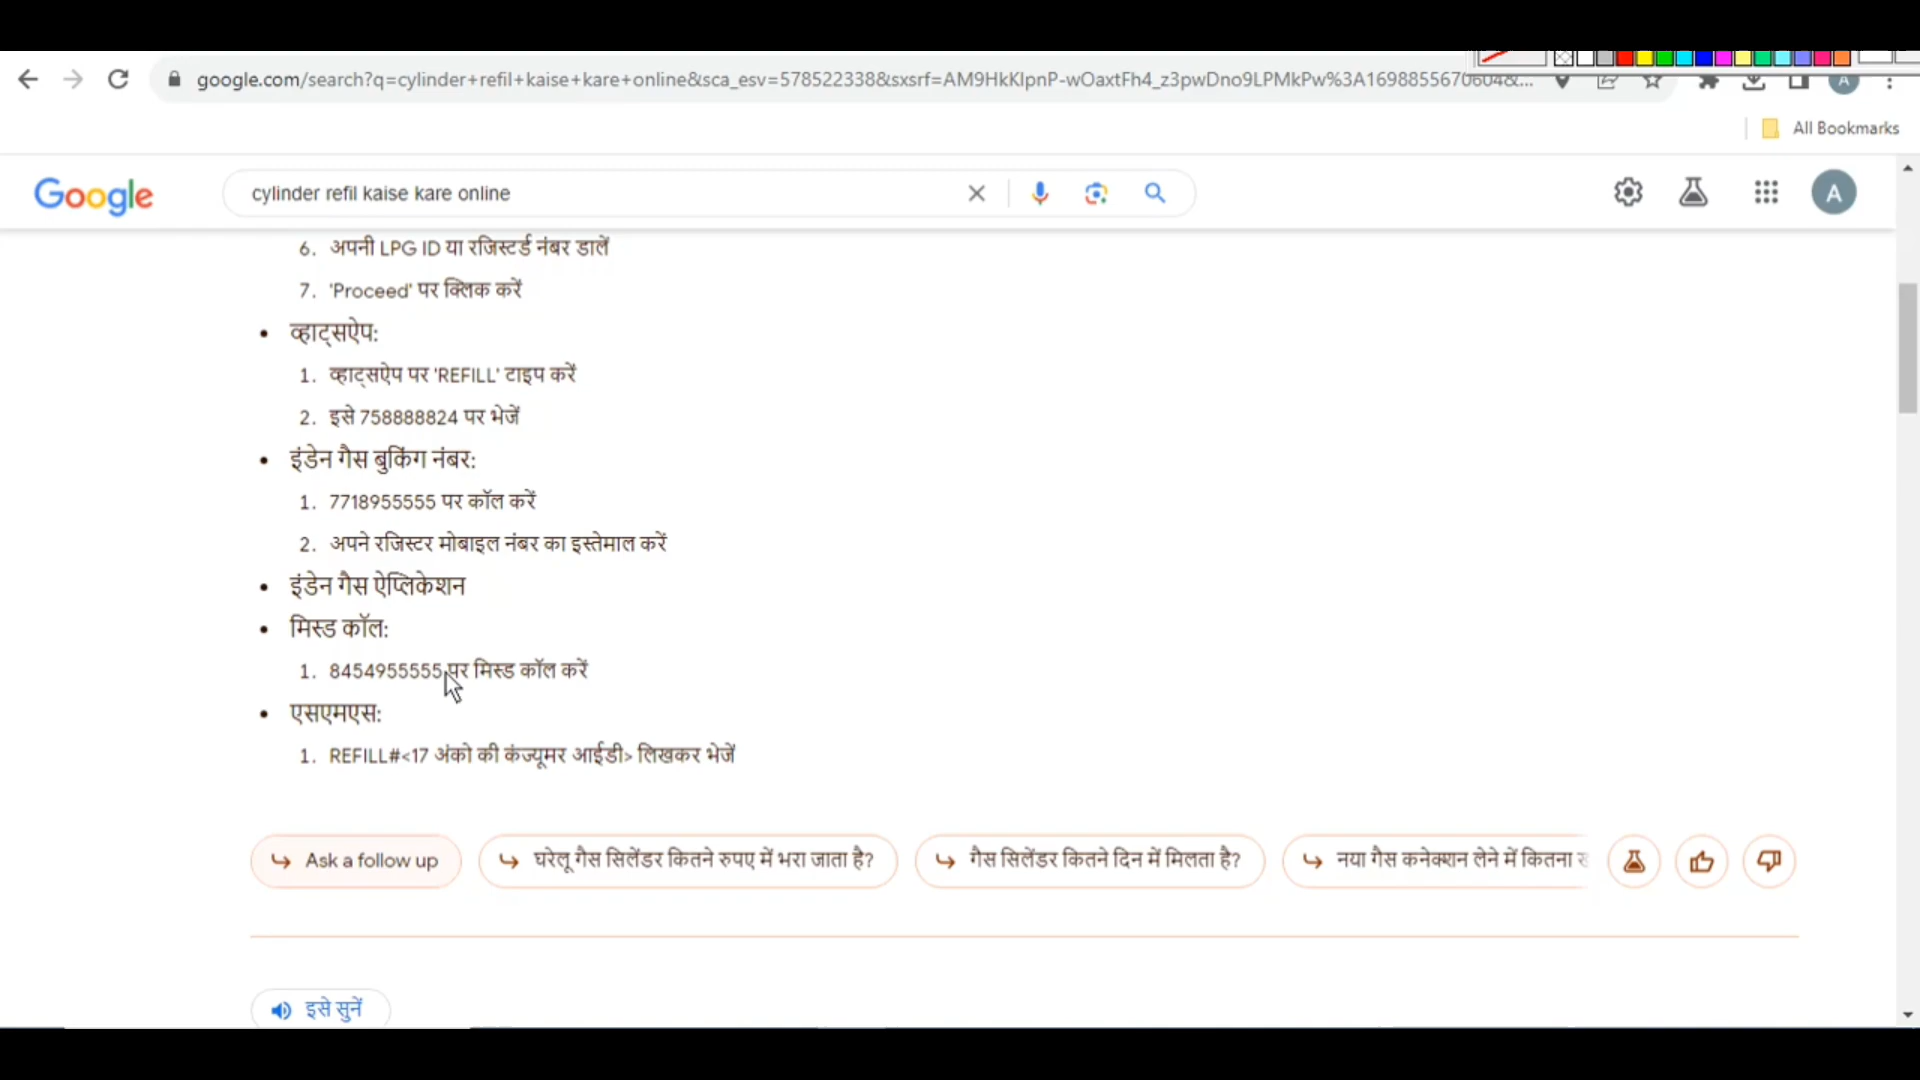 google.com/search?q=cylinder+refil+kaise+kare+online&sca_esv=578522338&sxsrf=AM9HkKlpnP-wOaxtFh4_z3pwDno9LPMkPw%3A1698855670604&...
A
All Bookmarks
Google
cylinder refil kaise kare online
A
6. अपनी LPG ID या रजिस्टर्ड नंबर डालें
7. 'Proceed' पर क्लिक करें
• व्हाट्सऐप:
1. व्हाट्सऐप पर 'REFILL' टाइप करें
2. इसे 758888824 पर भेजें
• इंडेन गैस बुकिंग नंबर:
1. 7718955555 पर कॉल करें
2. अपने रजिस्टर मोबाइल नंबर का इस्तेमाल करें
• इंडेन गैस ऐप्लिकेशन
• मिस्ड कॉल:
1. 8454955555 पर मिस्ड कॉल करें
• एसएमएस:
1. REFILL#<17 अंको की कंज्यूमर आईडी> लिखकर भेजें
Ask a follow up
घरेलू गैस सिलेंडर कितने रुपए में भरा जाता है?
गैस सिलेंडर कितने दिन में मिलता है?
नया गैस कनेक्शन लेने में कितना
इसे सुनें